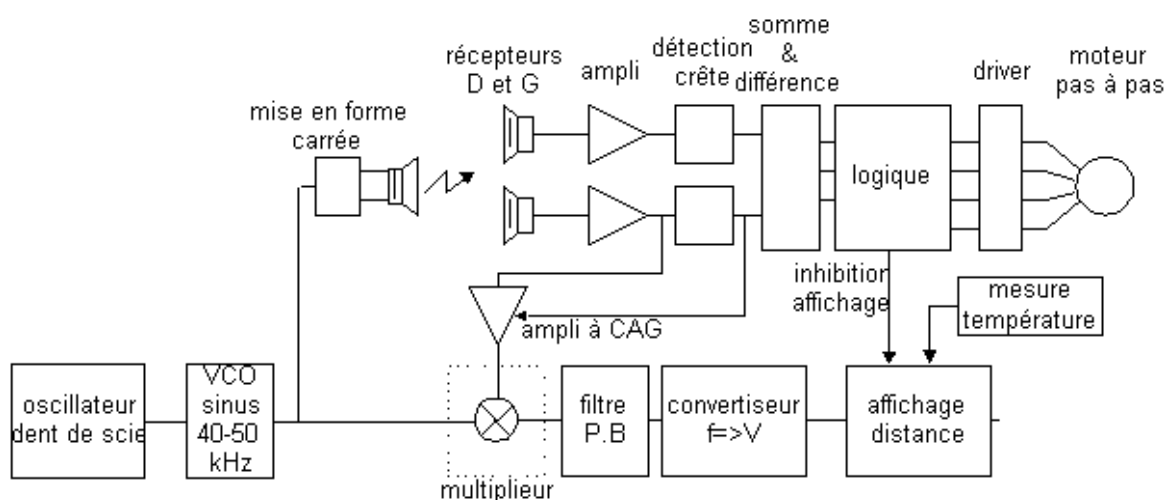 somme
&
différence
récepteurs
D et G
ampli
détection
crête
driver
moteur
pas à pas
mise en forme
carrée
logique
inhibition
affichage
mesure
température
ampli à CAG
oscillateur
dent de scie
VCO
sinus
40-50
kHz
filtre
P.B
convertiseur
f=>V
affichage
distance
multiplieur